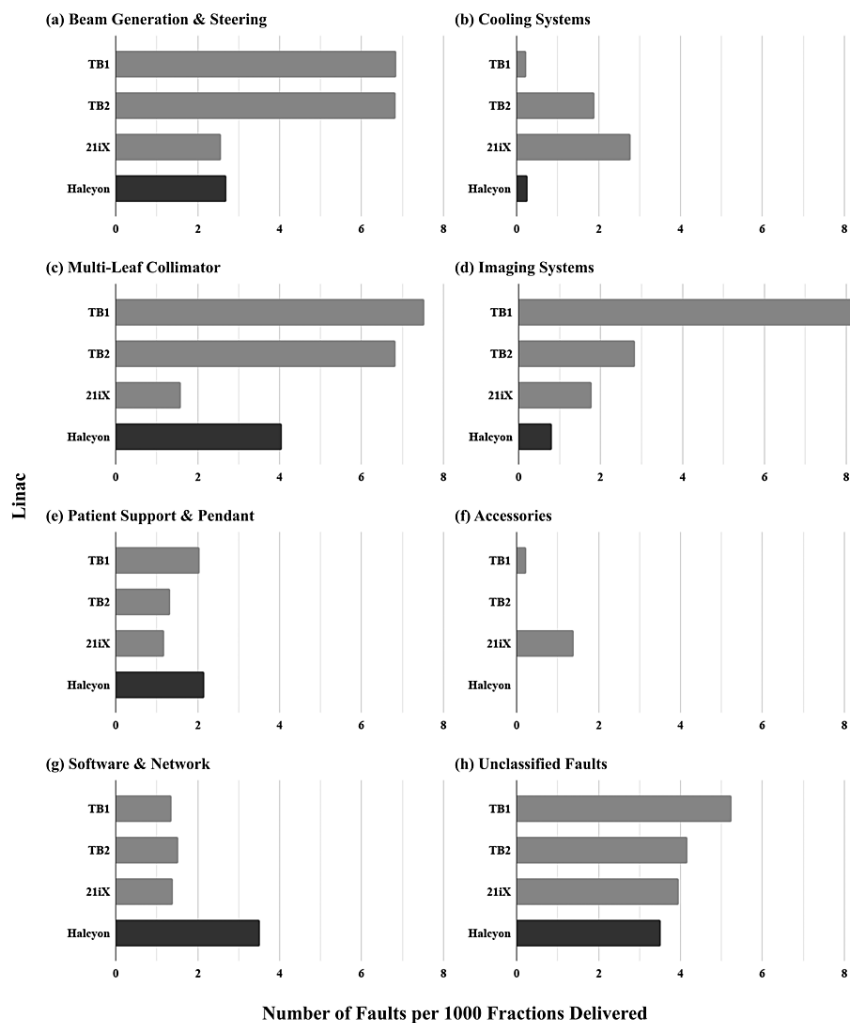 (a) Beam Generation & Steering
TB1
TB2
21iX
Halcyon
0 2 4 6 8
(b) Cooling Systems
TB1
TB2
21iX
Halcyon
0 2 4 6 8
(c) Multi-Leaf Collimator
TB1
TB2
21iX
Halcyon
0 2 4 6 8
(d) Imaging Systems
TB1
TB2
21iX
Halcyon
0 2 4 6 8
Linac
(e) Patient Support & Pendant
TB1
TB2
21iX
Halcyon
0 2 4 6 8
(f) Accessories
TB1
TB2
21iX
Halcyon
0 2 4 6 8
(g) Software & Network
TB1
TB2
21iX
Halcyon
0 2 4 6 8
(h) Unclassified Faults
TB1
TB2
21iX
Halcyon
0 2 4 6 8
Number of Faults per 1000 Fractions Delivered